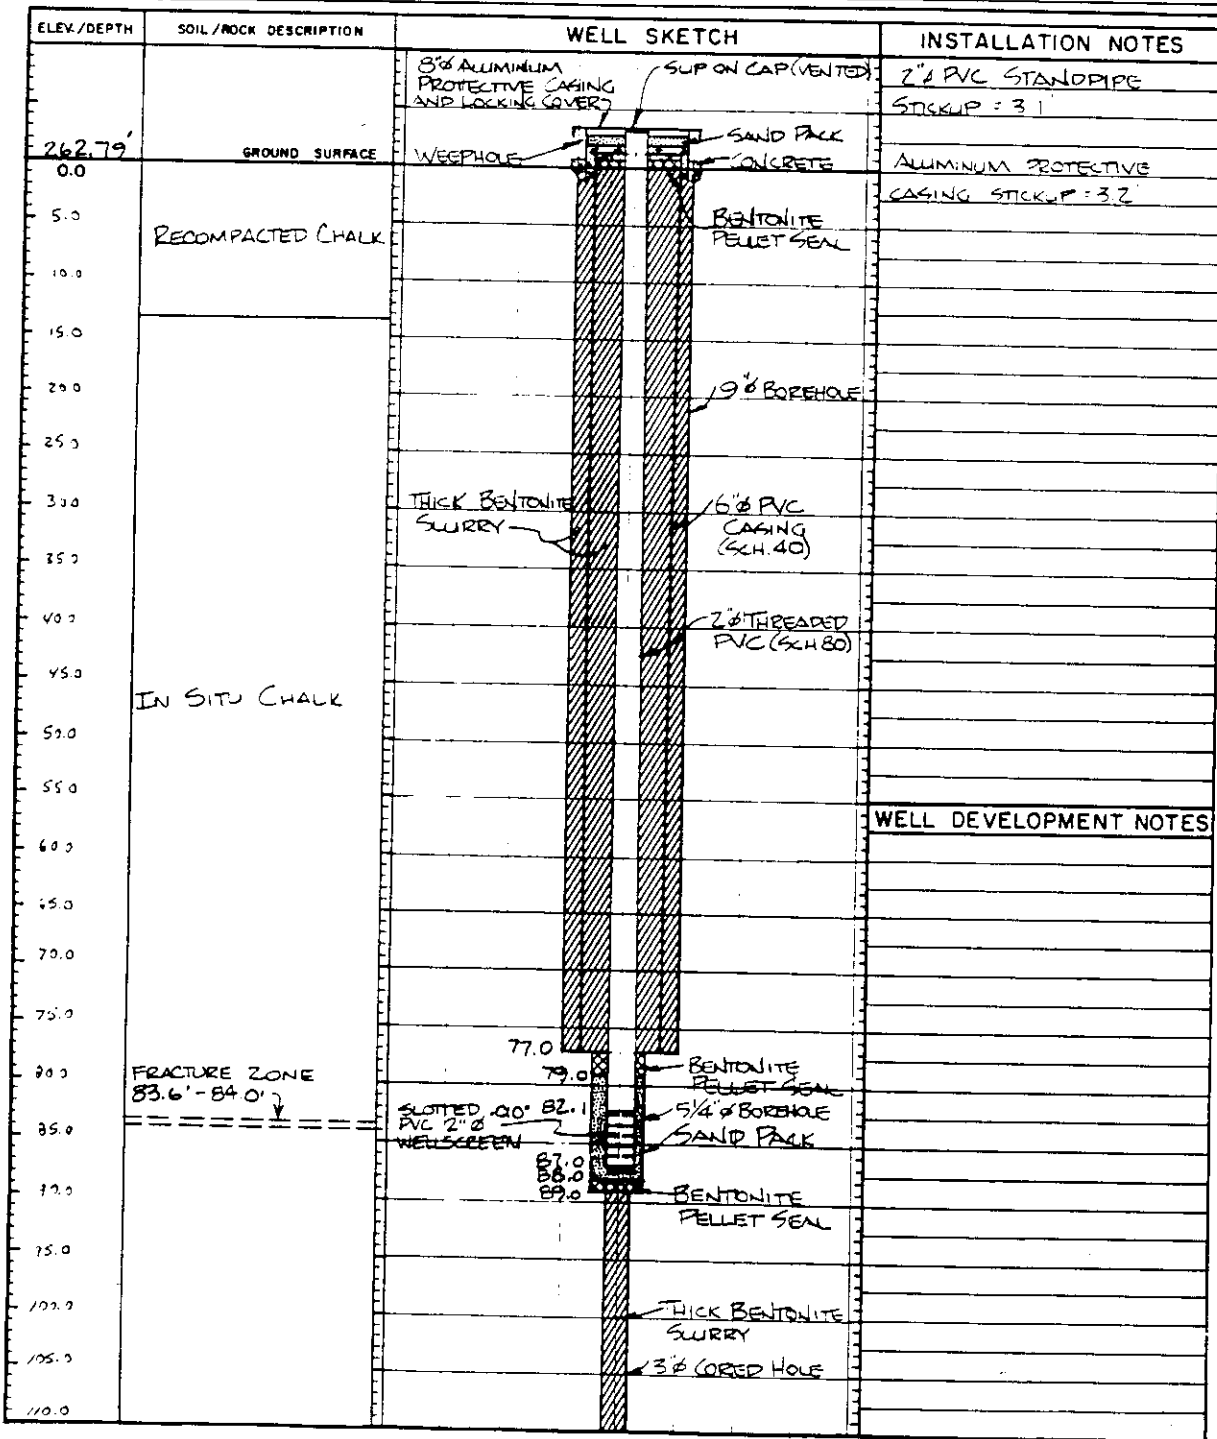 ELEV./DEPTH
SOIL/ROCK DESCRIPTION
WELL SKETCH
INSTALLATION NOTES
8"ø ALUMINIUM
PROTECTIVE CASING
AND LOCKING COVER
SLIP ON CAP (VENTED)
2"ø PVC STANDPIPE
STICKUP = 3.1
262.79'
GROUND SURFACE
WEEPHOLE
SAND PACK
CONCRETE
ALUMINUM PROTECTIVE
CASING STICKUP = 3.2
0.0
5.0
RECOMPACTED CHALK
BENTONITE
PELLET SEAL
10.0
15.0
20.0
9"ø BOREHOLE
25.0
30.0
THICK BENTONITE
SLURRY
6"ø PVC
CASING
(SCH.40)
35.0
40.0
2"ø THREADED
PVC (SCH 80)
45.0
IN SITU CHALK
50.0
55.0
WELL DEVELOPMENT NOTES
60.0
65.0
70.0
75.0
77.0
80.0
FRACTURE ZONE
83.6'-84.0'
79.0
BENTONITE
PELLET SEAL
SLOTTED .010"
PVC 2"ø
WELLSCREEN
82.1
5 1/4"ø BOREHOLE
SAND PACK
85.0
87.0
88.0
89.0
90.0
BENTONITE
PELLET SEAL
95.0
100.0
THICK BENTONITE
SLURRY
105.0
3"ø CORED HOLE
110.0